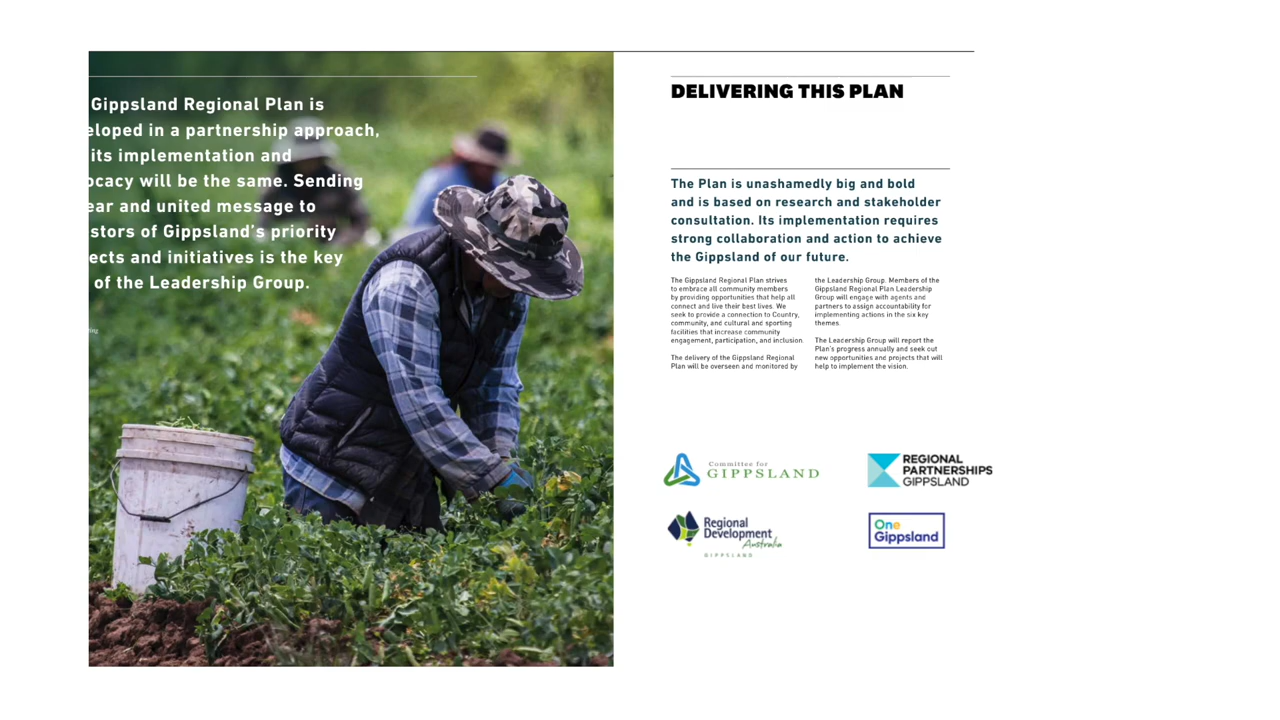 Gippsland Regional Plan is
eloped in a partnership approach,
its implementation and
ocacy will be the same. Sending
ear and united message to
stors of Gippsland's priority
ects and initiatives is the key
of the Leadership Group.
DELIVERING THIS PLAN
The Plan is unashamedly big and bold
and is based on research and stakeholder
consultation. Its implementation requires
strong collaboration and action to achieve
the Gippsland of our future.
The Gippsland Regional Plan strives
to embrace all community members
by providing opportunities that help all
connect and live their best lives. We
seek to provide a connection to Country,
community, and cultural and sporting
facilities that increase community
engagement, participation, and inclusion.
The delivery of the Gippsland Regional
Plan will be overseen and monitored by
the Leadership Group. Members of the
Gippsland Regional Plan Leadership
Group will engage with agents and
partners to assign accountability for
implementing actions in the six key
themes.
The Leadership Group will report the
Plan's progress annually and seek out
new opportunities and projects that will
help to implement the vision.
Committee for
GIPPSLAND
REGIONAL
PARTNERSHIPS
GIPPSLAND
Regional
Development
Australia
GIPPSLAND
One
Gippsland